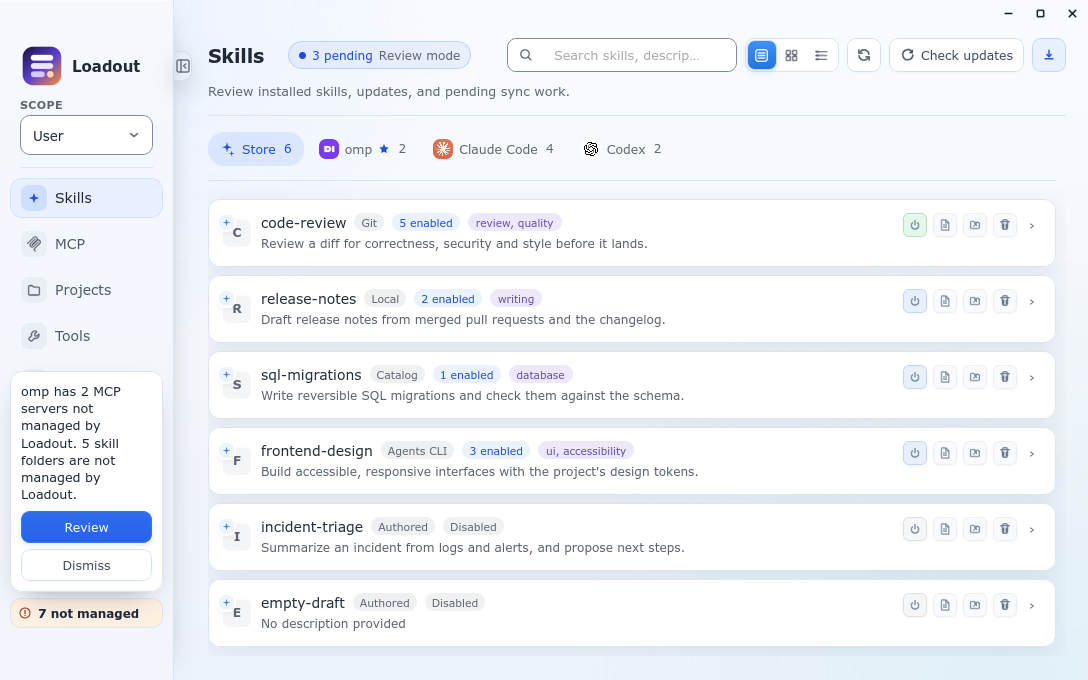 Loadout
SCOPE
User
Skills
MCP
Projects
Tools
omp has 2 MCP
servers not
managed by
Loadout. 5 skill
folders are not
managed by
Loadout.
Review
Dismiss
7 not managed
Skills
3 pending Review mode
Search skills, descrip...
Check updates
Review installed skills, updates, and pending sync work.
Store 6
DI omp 2
Claude Code 4
Codex 2
C code-review Git 5 enabled review, quality
Review a diff for correctness, security and style before it lands.
R release-notes Local 2 enabled writing
Draft release notes from merged pull requests and the changelog.
S sql-migrations Catalog 1 enabled database
Write reversible SQL migrations and check them against the schema.
F frontend-design Agents CLI 3 enabled ui, accessibility
Build accessible, responsive interfaces with the project's design tokens.
I incident-triage Authored Disabled
Summarize an incident from logs and alerts, and propose next steps.
E empty-draft Authored Disabled
No description provided